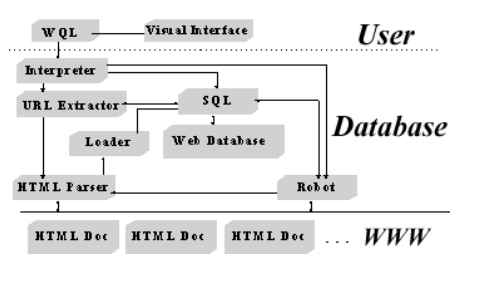 WQL Visual Interface User
Interpreter
URL Extractor SQL
Database
Loader Web Database
HTML Parser Robot
HTML Doc HTML Doc HTML Doc ... WWW